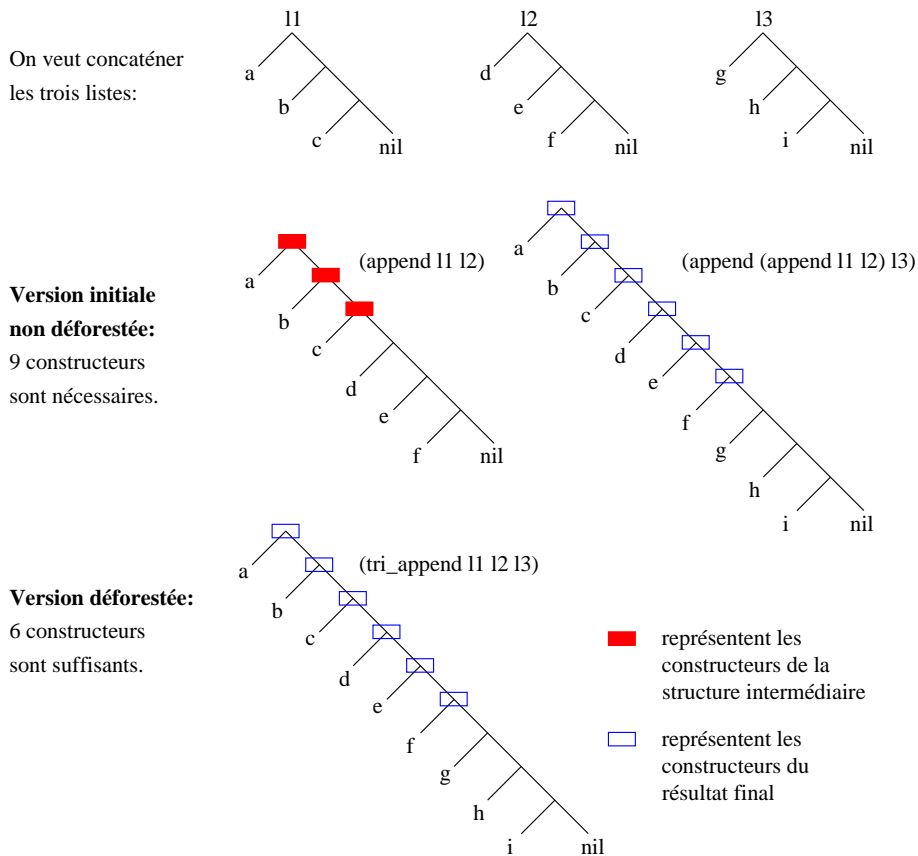 l1 l2 l3
On veut concaténer
les trois listes:
a
b
c
nil
d
e
f
nil
g
h
i
nil
Version initiale
non déforestée:
9 constructeurs
sont nécessaires.
(append l1 l2)
a
b
c
d
e
f
nil
(append (append l1 l2) l3)
a
b
c
d
e
f
g
h
i
nil
Version déforestée:
6 constructeurs
sont suffisants.
(tri_append l1 l2 l3)
a
b
c
d
e
f
g
h
i
nil
représentent les
constructeurs de la
structure intermédiaire
représentent les
constructeurs du
résultat final